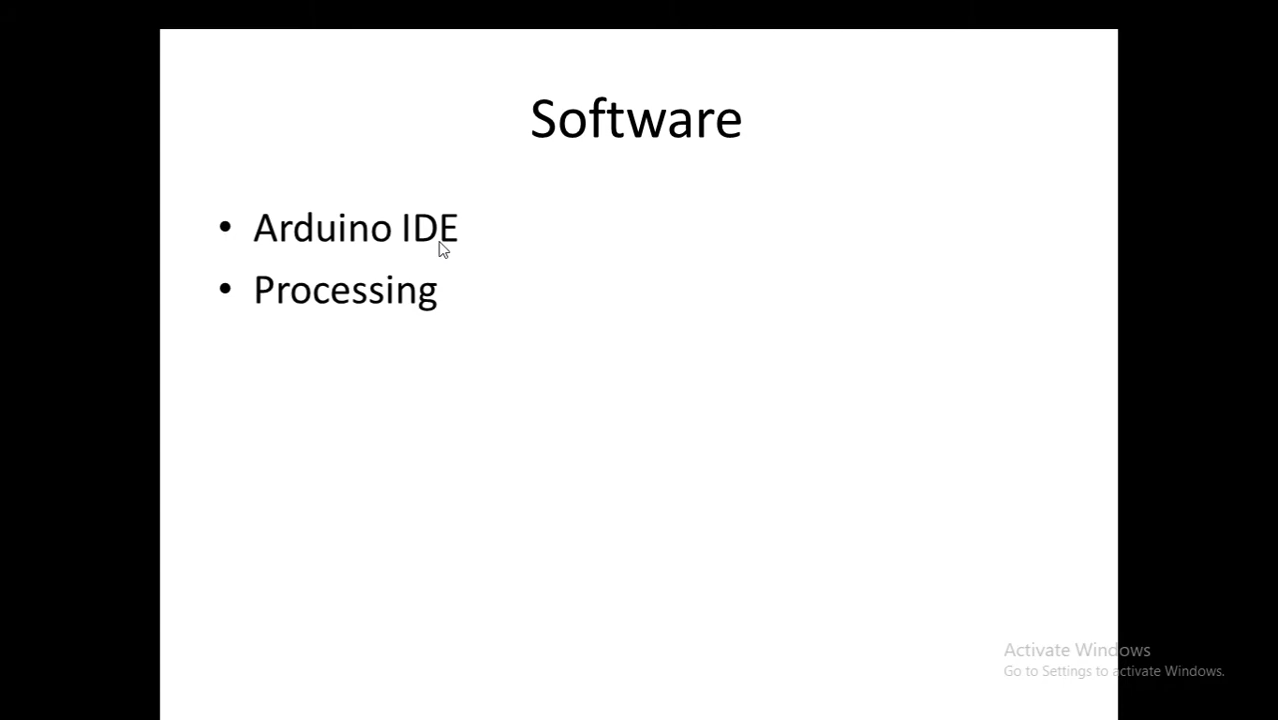 Software
• Arduino IDE
• Processing
Activate Windows
Go to Settings to activate Windows.